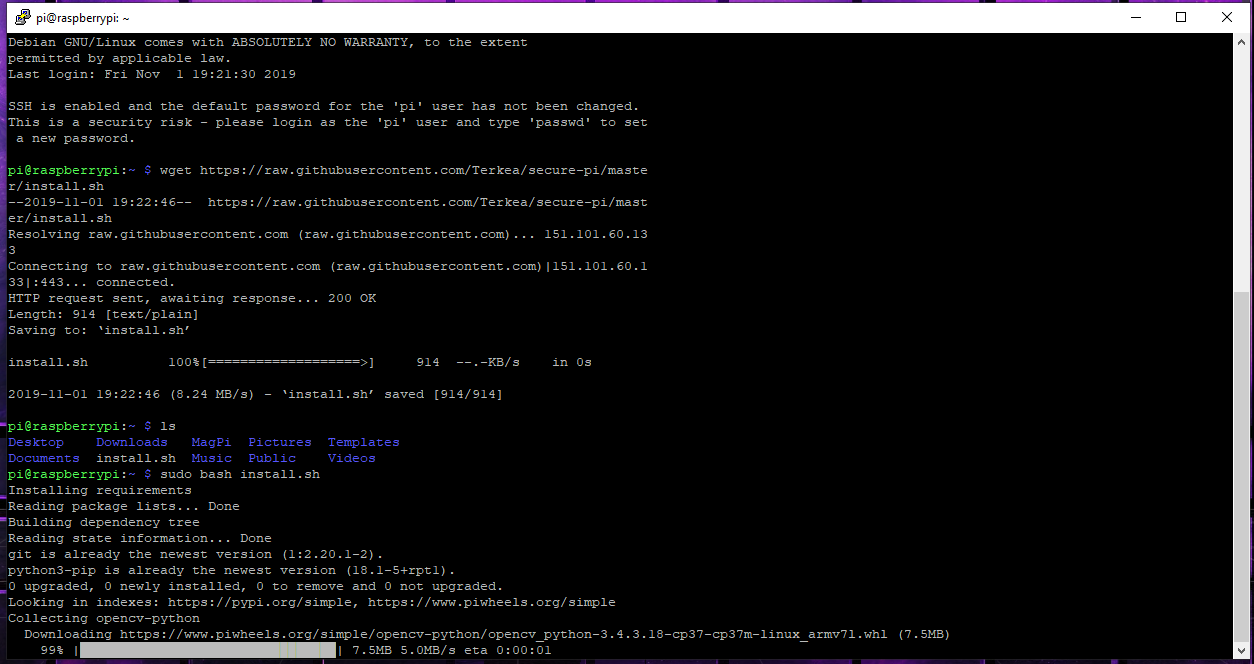 pi@raspberrypi: ~
Debian GNU/Linux comes with ABSOLUTELY NO WARRANTY, to the extent
permitted by applicable law.
Last login: Fri Nov  1 19:21:30 2019
SSH is enabled and the default password for the 'pi' user has not been changed.
This is a security risk - please login as the 'pi' user and type 'passwd' to set
 a new password.
pi@raspberrypi:~ $ wget https://raw.githubusercontent.com/Terkea/secure-pi/maste
r/install.sh
--2019-11-01 19:22:46--  https://raw.githubusercontent.com/Terkea/secure-pi/mast
er/install.sh
Resolving raw.githubusercontent.com (raw.githubusercontent.com)... 151.101.60.13
3
Connecting to raw.githubusercontent.com (raw.githubusercontent.com)|151.101.60.1
33|:443... connected.
HTTP request sent, awaiting response... 200 OK
Length: 914 [text/plain]
Saving to: ‘install.sh’
install.sh          100%[===================>]     914  --.-KB/s    in 0s
2019-11-01 19:22:46 (8.24 MB/s) - ‘install.sh’ saved [914/914]
pi@raspberrypi:~ $ ls
Desktop    Downloads   MagPi  Pictures  Templates
Documents  install.sh  Music  Public    Videos
pi@raspberrypi:~ $ sudo bash install.sh
Installing requirements
Reading package lists... Done
Building dependency tree
Reading state information... Done
git is already the newest version (1:2.20.1-2).
python3-pip is already the newest version (18.1-5+rpt1).
0 upgraded, 0 newly installed, 0 to remove and 0 not upgraded.
Looking in indexes: https://pypi.org/simple, https://www.piwheels.org/simple
Collecting opencv-python
  Downloading https://www.piwheels.org/simple/opencv-python/opencv_python-3.4.3.18-cp37-cp37m-linux_armv7l.whl (7.5MB)
    99% |████████████████████████████████| 7.5MB 5.0MB/s eta 0:00:01